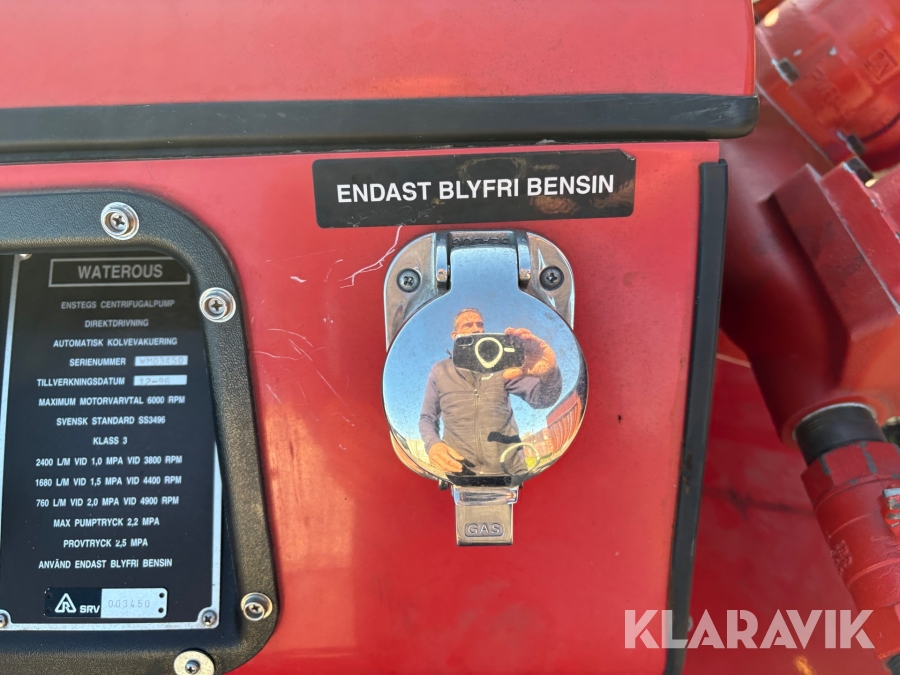 ENDAST BLYFRI BENSIN
WATEROUS
ENSTEGS CENTRIFUGALPUMP
DIREKTDRIVNING
AUTOMATISK KOLVEVAKUERING
SERIENUMMER
TILLVERKNINGSDATUM 12-96
MAXIMUM MOTORVARVTAL 6000 RPM
SVENSK STANDARD SS3496
KLASS 3
2400 L/M VID 1,0 MPA VID 3800 RPM
1680 L/M VID 1,5 MPA VID 4400 RPM
760 L/M VID 2,0 MPA VID 4900 RPM
MAX PUMPTRYCK 2,2 MPA
PROVTRYCK 2,5 MPA
ANVÄND ENDAST BLYFRI BENSIN
SRV 003450
GAS
KLARAVIK